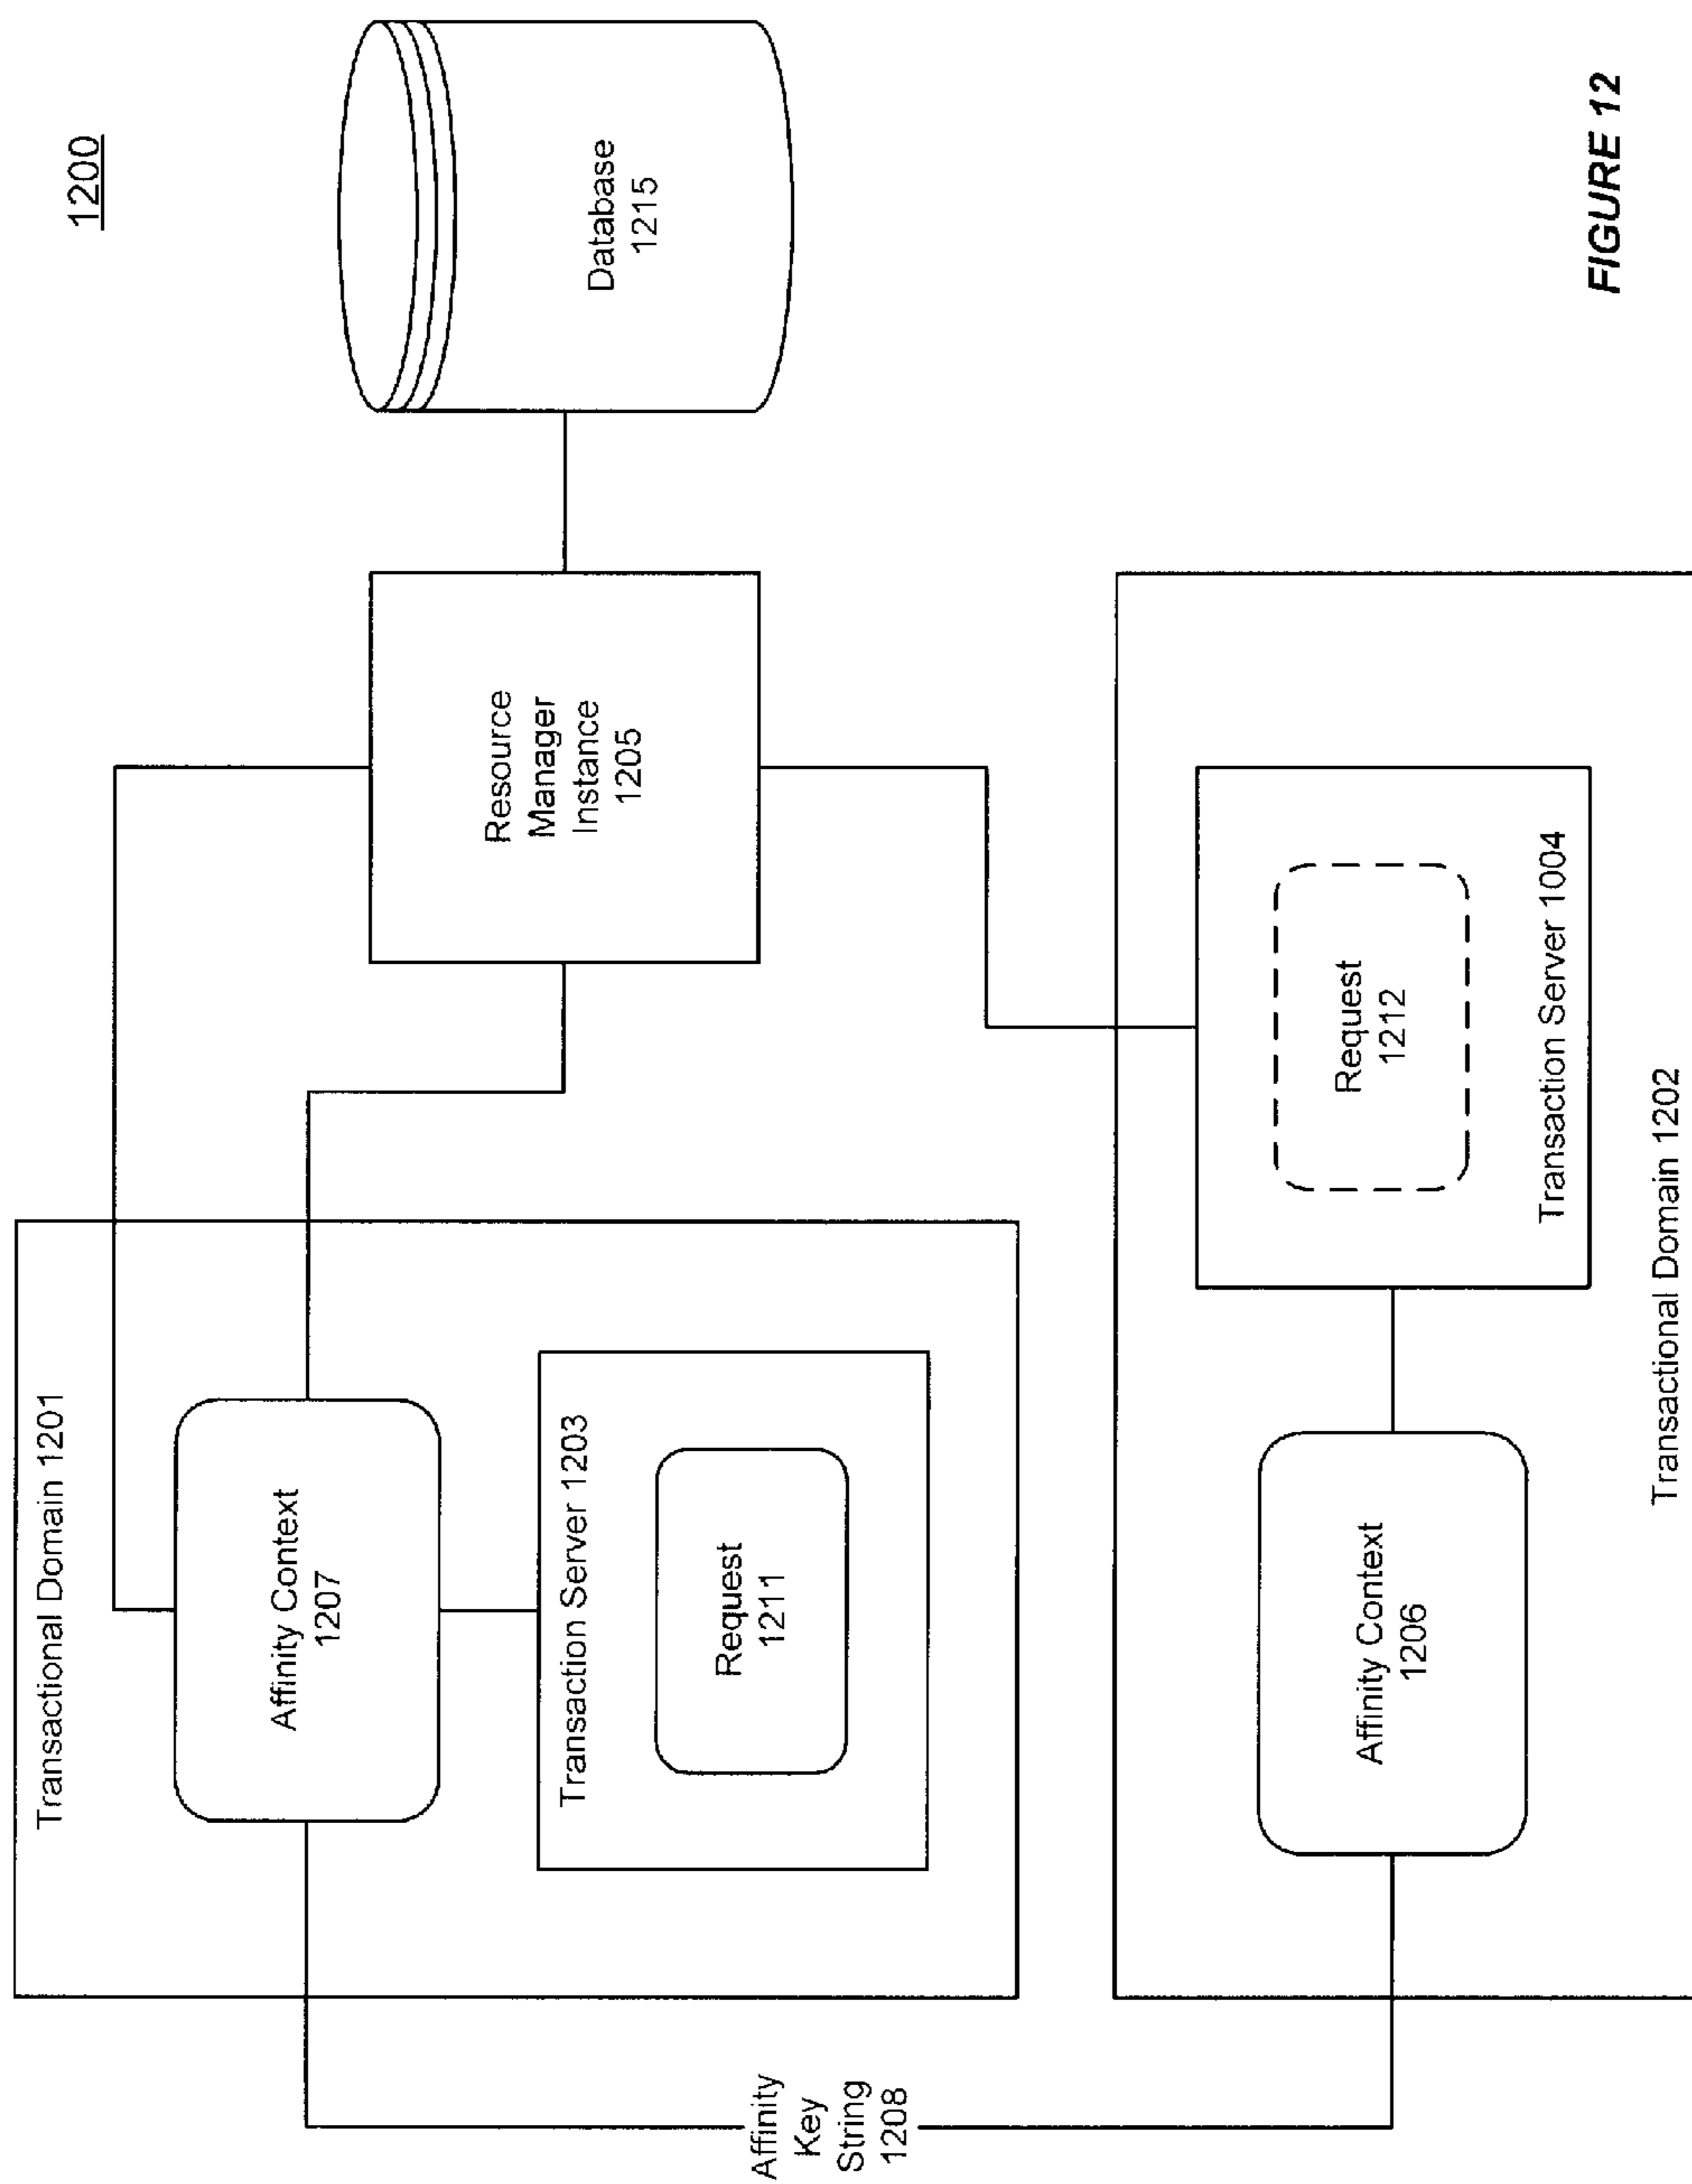 1200
Transactional Domain 1201
Affinity Context
1207
Transaction Server 1203
Request
1211
Resource
Manager
Instance
1205
Database
1215
Affinity
Key
String
1208
Affinity Context
1206
Request
1212
Transaction Server 1004
Transactional Domain 1202
FIGURE 12